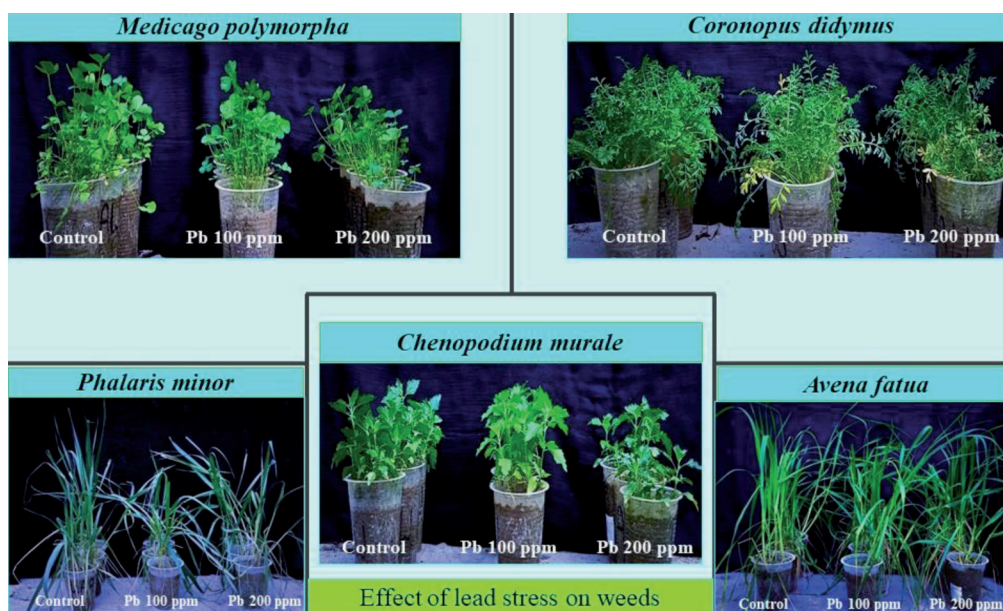 Medicago polymorpha
Coronopus didymus
Control
Pb 100 ppm
Pb 200 ppm
Control
Pb 100 ppm
Pb 200 ppm
Chenopodium murale
Phalaris minor
Avena fatua
Control
Pb 100 ppm
Pb 200 ppm
Control
Pb 100 ppm
Pb 200 ppm
Control
Pb 100 ppm
Pb 200 ppm
Effect of lead stress on weeds